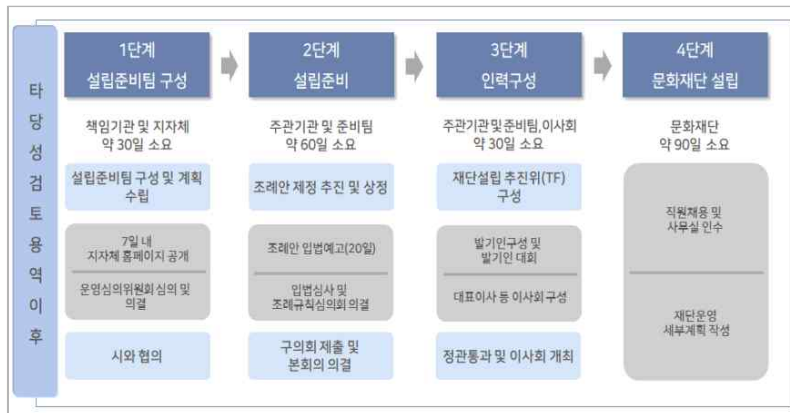 타당성검토용역이후
1단계
설립준비팀 구성
책임기관 및 지자체
약 30일 소요
설립준비팀 구성 및 계획
수립
7일 내
지자체 홈페이지 공개
운영심의위원회 심의 및
의결
시와 협의
2단계
설립준비
주관기관 및 준비팀
약 60일 소요
조례안 제정 추진 및 상정
조례안 입법예고(20일)
입법심사 및
조례규칙심의회 의결
구의회 제출 및
본회의 의결
3단계
인력구성
주관기관 및 준비팀,이사회
약 30일 소요
재단설립 추진위(TF)
구성
발기인구성 및
발기인 대회
대표이사 등 이사회 구성
정관통과 및 이사회 개최
4단계
문화재단 설립
문화재단
약 90일 소요
직원채용 및
사무실 인수
재단운영
세부계획 작성